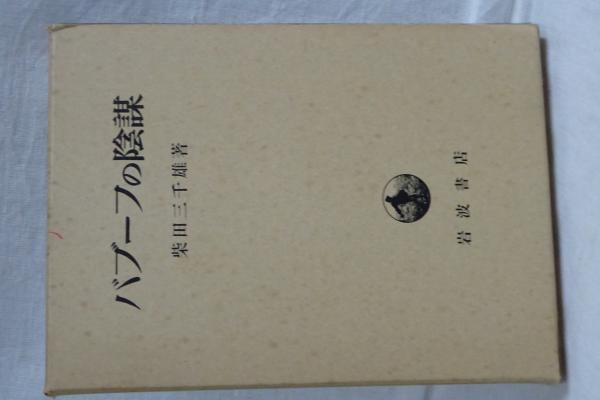 バブーフの陰謀
柴田三千雄著
岩波書店